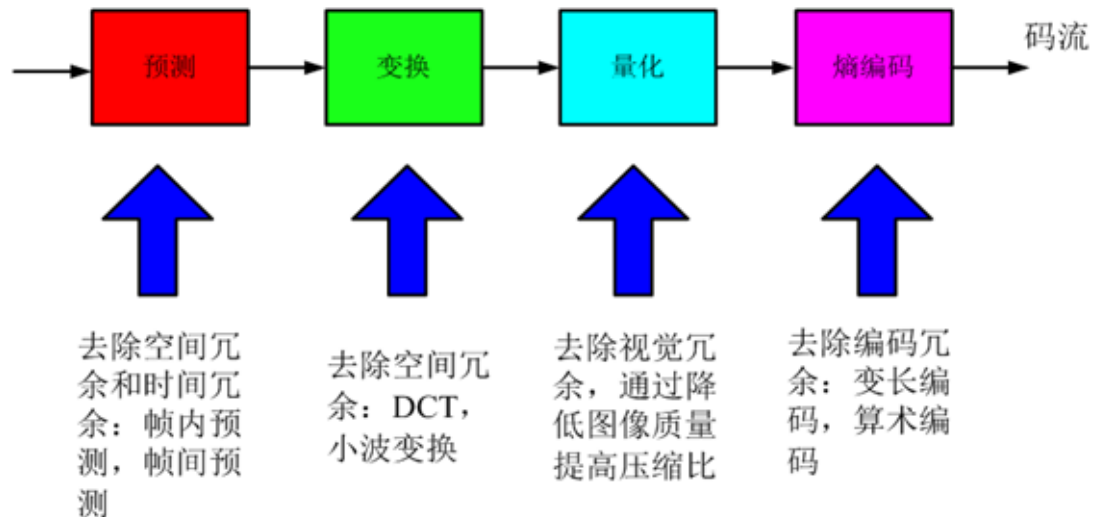 码流
预测
变换
量化
熵编码
去除空间冗
余和时间冗
余：帧内预
测，帧间预
测
去除空间冗
余：DCT，
小波变换
去除视觉冗
余，通过降
低图像质量
提高压缩比
去除编码冗
余：变长编
码，算术编
码